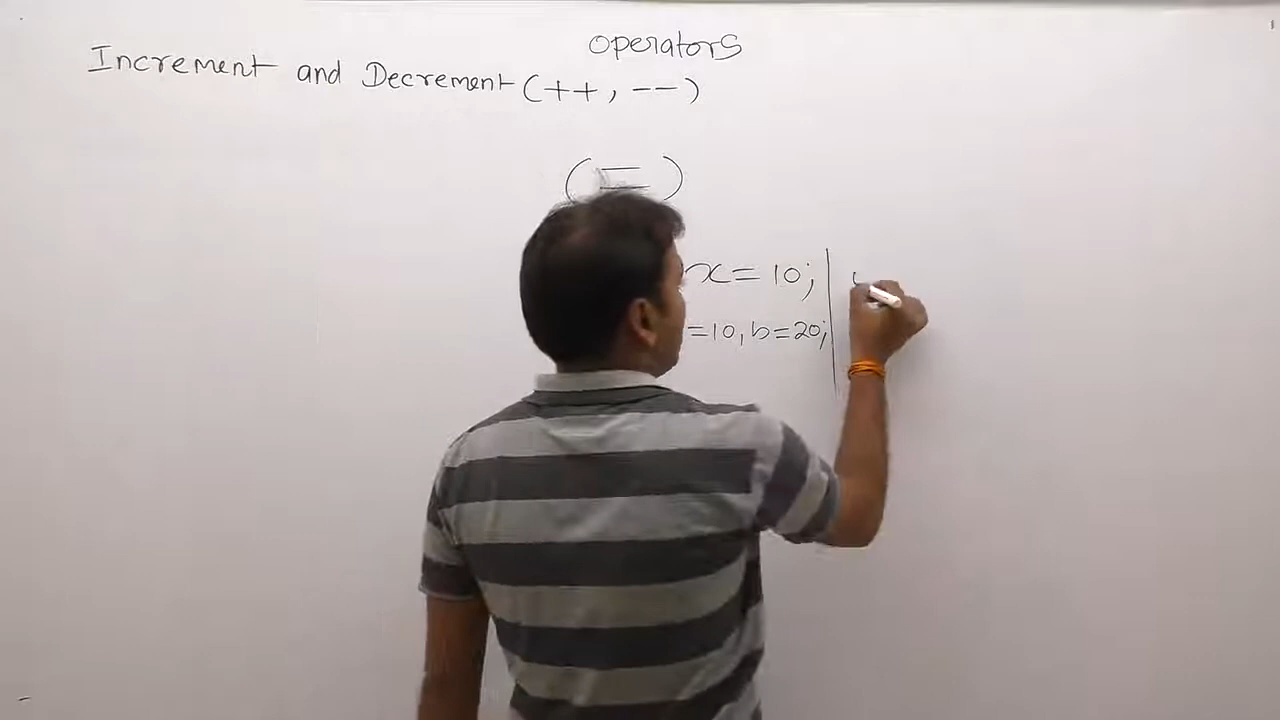 Operators
Increment and Decrement (++, --)
(=)
x = 10;
=10, b=20;